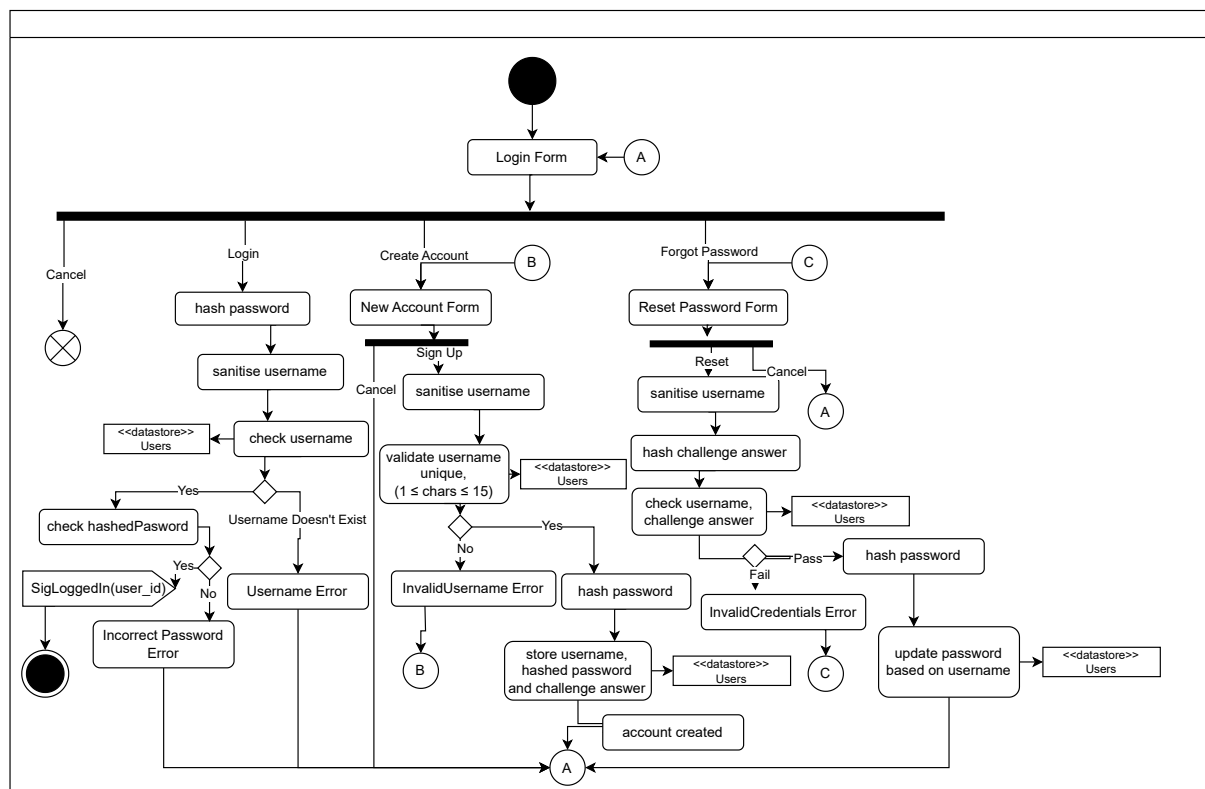 Login Form
A
Login
Create Account
B
Forgot Password
C
Cancel
hash password
New Account Form
Reset Password Form
Sign Up
Reset
Cancel
Cancel
sanitise username
sanitise username
sanitise username
A
<<datastore>>
Users
check username
validate username
unique,
(1 ≤ chars ≤ 15)
<<datastore>>
Users
hash challenge answer
Yes
Username Doesn't Exist
check username,
challenge answer
<<datastore>>
Users
check hashedPasword
No
Yes
Pass
hash password
Yes
No
Fail
SigLoggedIn(user_id)
Username Error
InvalidUsername Error
hash password
InvalidCredentials Error
Incorrect Password
Error
B
store username,
hashed password
and challenge answer
<<datastore>>
Users
C
update password
based on username
<<datastore>>
Users
account created
A